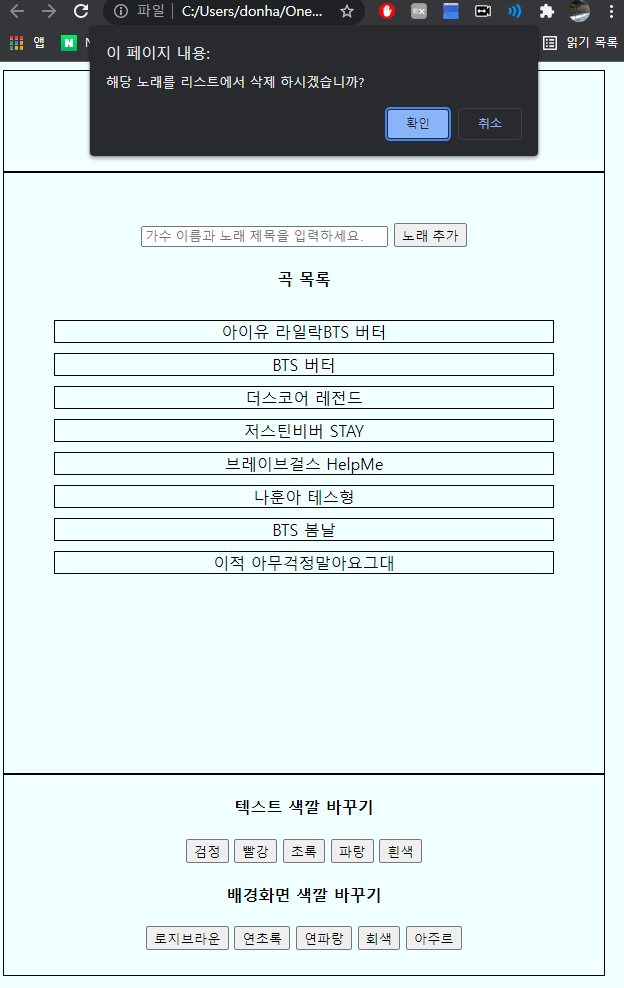 파일 C:/Users/donha/One...
앱 N 읽기 목록
이 페이지 내용:
해당 노래를 리스트에서 삭제 하시겠습니까?
확인 취소
가수 이름과 노래 제목을 입력하세요. 노래 추가
곡 목록
아이유 라일락BTS 버터
BTS 버터
더스코어 레전드
저스틴비버 STAY
브레이브걸스 HelpMe
나훈아 테스형
BTS 봄날
이적 아무걱정말아요그대
텍스트 색깔 바꾸기
검정 빨강 초록 파랑 흰색
배경화면 색깔 바꾸기
로지브라운 연초록 연파랑 회색 아주르